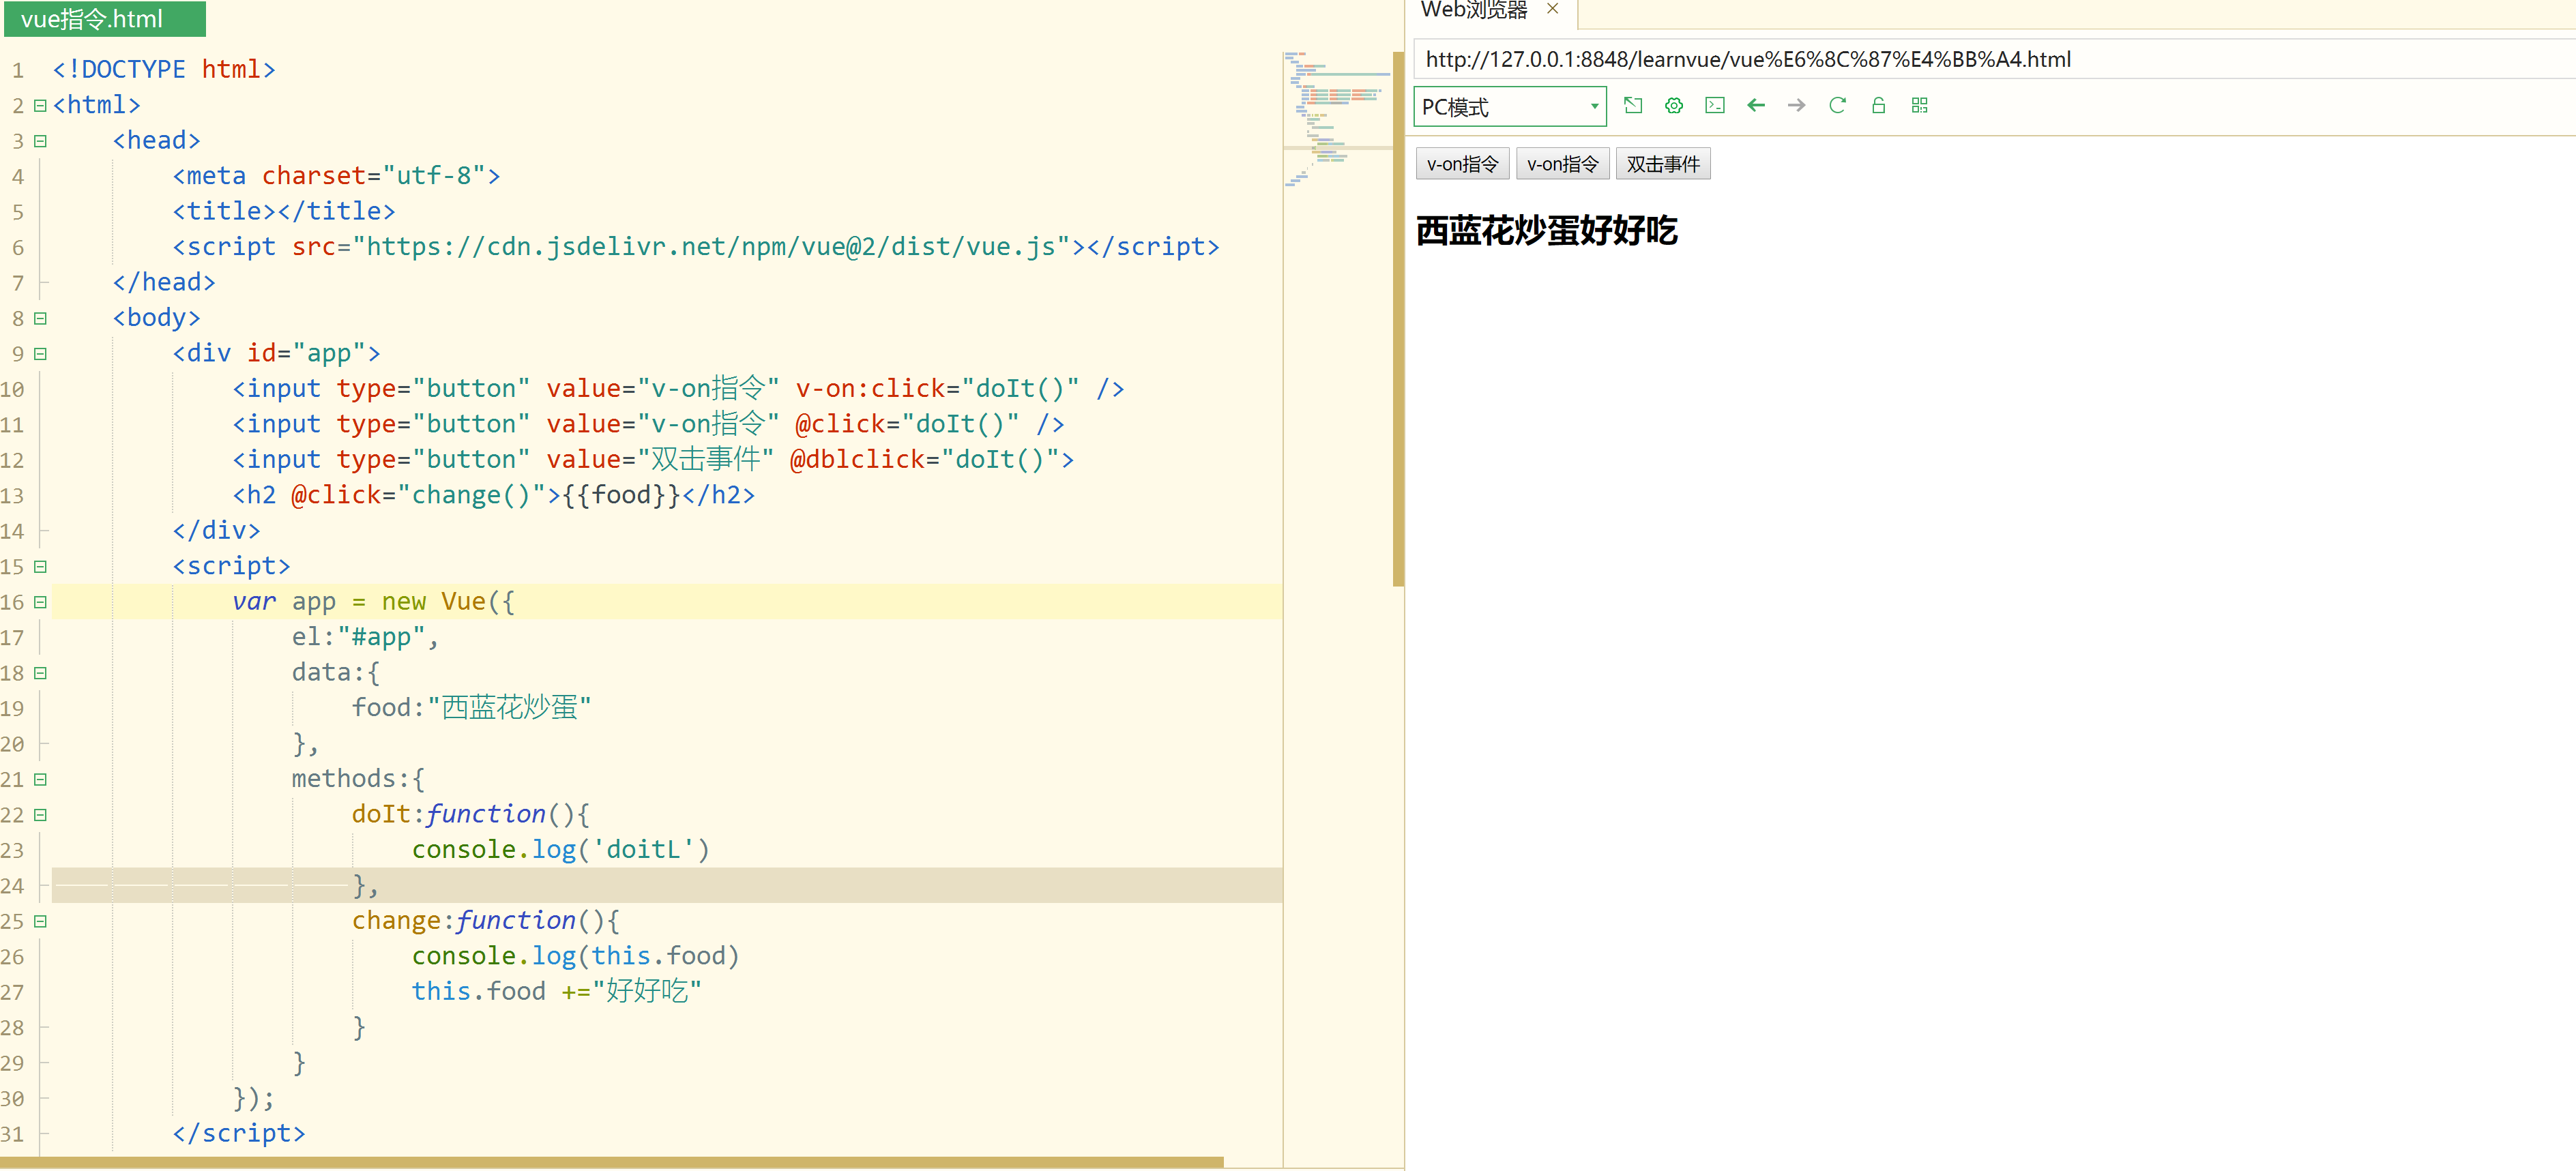 vue指令.html
1 <!DOCTYPE html>
2 <html>
3 <head>
4 <meta charset="utf-8">
5 <title></title>
6 <script src="https://cdn.jsdelivr.net/npm/vue@2/dist/vue.js"></script>
7 </head>
8 <body>
9 <div id="app">
10 <input type="button" value="v-on指令" v-on:click="doIt()" />
11 <input type="button" value="v-on指令" @click="doIt()" />
12 <input type="button" value="双击事件" @dblclick="doIt()">
13 <h2 @click="change()">{{food}}</h2>
14 </div>
15 <script>
16 var app = new Vue({
17 el:"#app",
18 data:{
19 food:"西蓝花炒蛋"
20 },
21 methods:{
22 doIt:function(){
23 console.log('doitL')
24 },
25 change:function(){
26 console.log(this.food)
27 this.food +="好好吃"
28 }
29 }
30 });
31 </script>
Web浏览器
http://127.0.0.1:8848/learnvue/vue%E6%8C%87%E4%BB%A4.html
PC模式
v-on指令 v-on指令 双击事件
西蓝花炒蛋好好吃